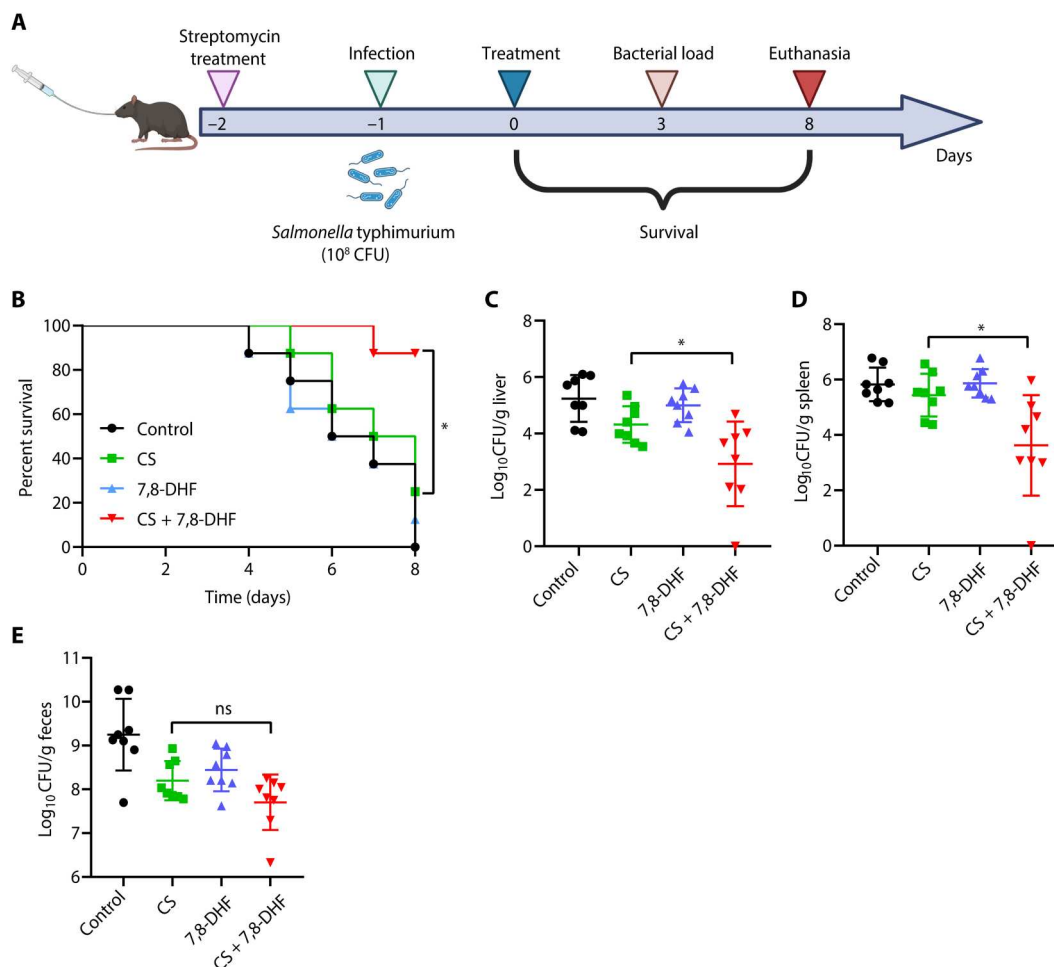 A
Streptomycin
treatment
Infection
Treatment
Bacterial load
Euthanasia
−2
−1
0
3
8
Days
Salmonella typhimurium
(10⁸ CFU)
Survival
B
Percent survival
100
80
60
40
20
0
Control
CS
7,8-DHF
CS + 7,8-DHF
*
0
2
4
6
8
Time (days)
C
Log₁₀CFU/g liver
8
6
4
2
0
*
Control
CS
7,8-DHF
CS + 7,8-DHF
D
Log₁₀CFU/g spleen
8
6
4
2
0
*
Control
CS
7,8-DHF
CS + 7,8-DHF
E
Log₁₀CFU/g feces
11
10
9
8
7
6
ns
Control
CS
7,8-DHF
CS + 7,8-DHF